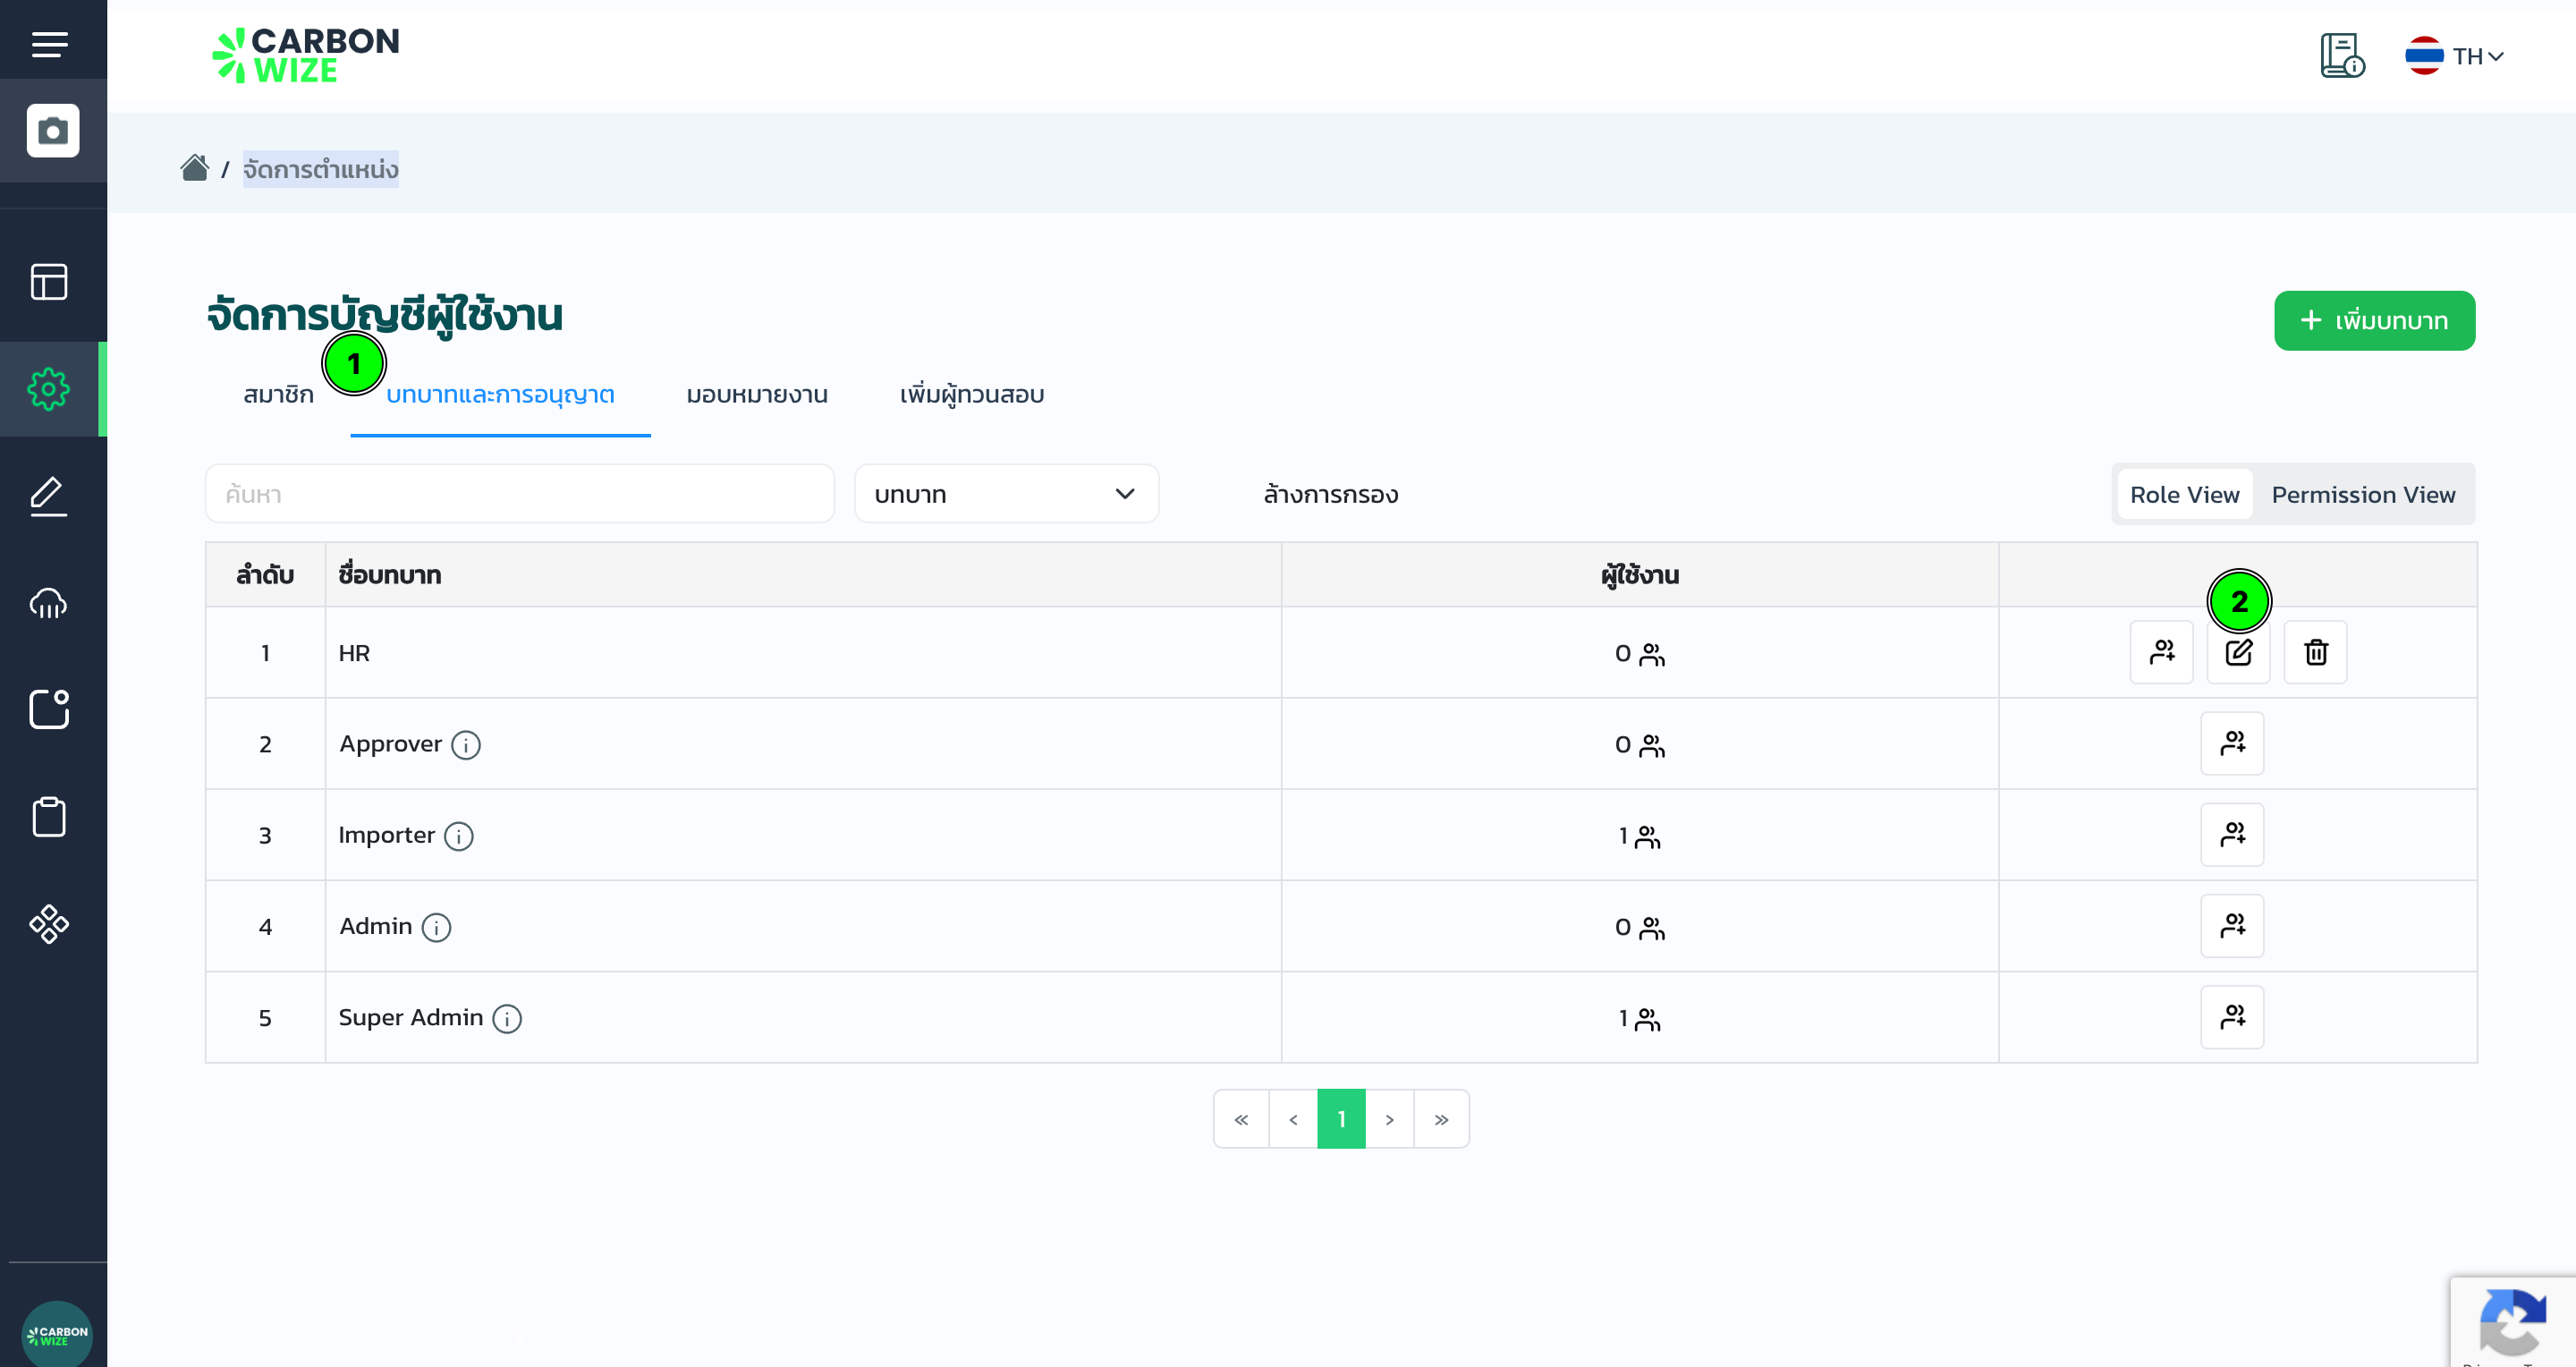 CARBON
WIZE
TH
/ จัดการตำแหน่ง
จัดการบัญชีผู้ใช้งาน
+ เพิ่มบทบาท
1
สมาชิก บทบาทและการอนุญาต มอบหมายงาน เพิ่มผู้ทวนสอบ
ค้นหา บทบาท ล้างการกรอง Role View Permission View
ลำดับ ชื่อบทบาท ผู้ใช้งาน
2
1 HR 0
2 Approver 0
3 Importer 1
4 Admin 0
5 Super Admin 1
« ‹ 1 › »
CARBON
WIZE